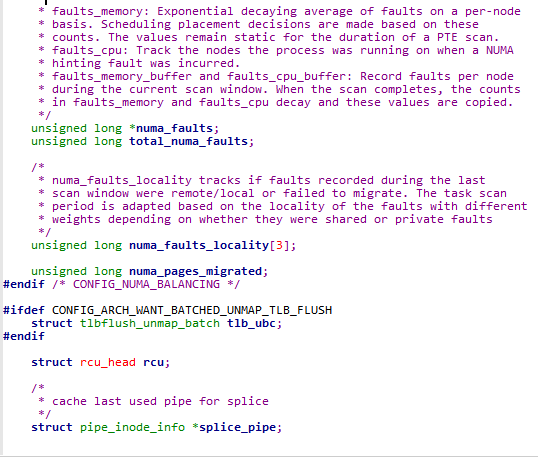 * faults_memory: Exponential decaying average of faults on a per-node
* basis. Scheduling placement decisions are made based on these
* counts. The values remain static for the duration of a PTE scan.
* faults_cpu: Track the nodes the process was running on when a NUMA
* hinting fault was incurred.
* faults_memory_buffer and faults_cpu_buffer: Record faults per node
* during the current scan window. When the scan completes, the counts
* in faults_memory and faults_cpu decay and these values are copied.
*/
unsigned long *numa_faults;
unsigned long total_numa_faults;
/*
* numa_faults_locality tracks if faults recorded during the last
* scan window were remote/local or failed to migrate. The task scan
* period is adapted based on the locality of the faults with different
* weights depending on whether they were shared or private faults
*/
unsigned long numa_faults_locality[3];
unsigned long numa_pages_migrated;
#endif /* CONFIG_NUMA_BALANCING */
#ifdef CONFIG_ARCH_WANT_BATCHED_UNMAP_TLB_FLUSH
struct tlbflush_unmap_batch tlb_ubc;
#endif
struct rcu_head rcu;
/*
* cache last used pipe for splice
*/
struct pipe_inode_info *splice_pipe;